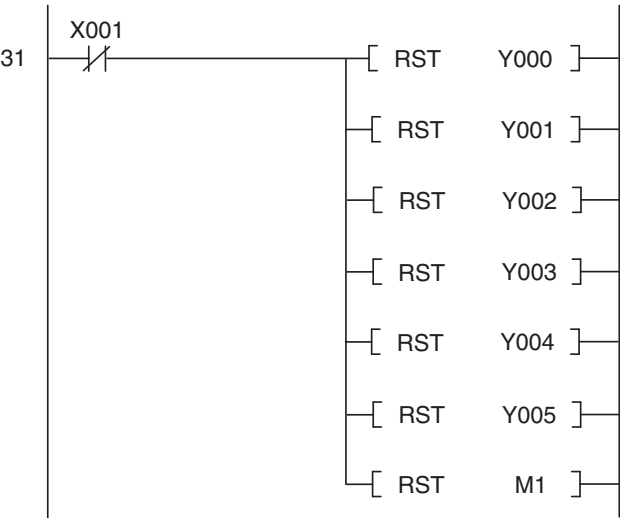 X001
31 RST Y000
RST Y001
RST Y002
RST Y003
RST Y004
RST Y005
RST M1